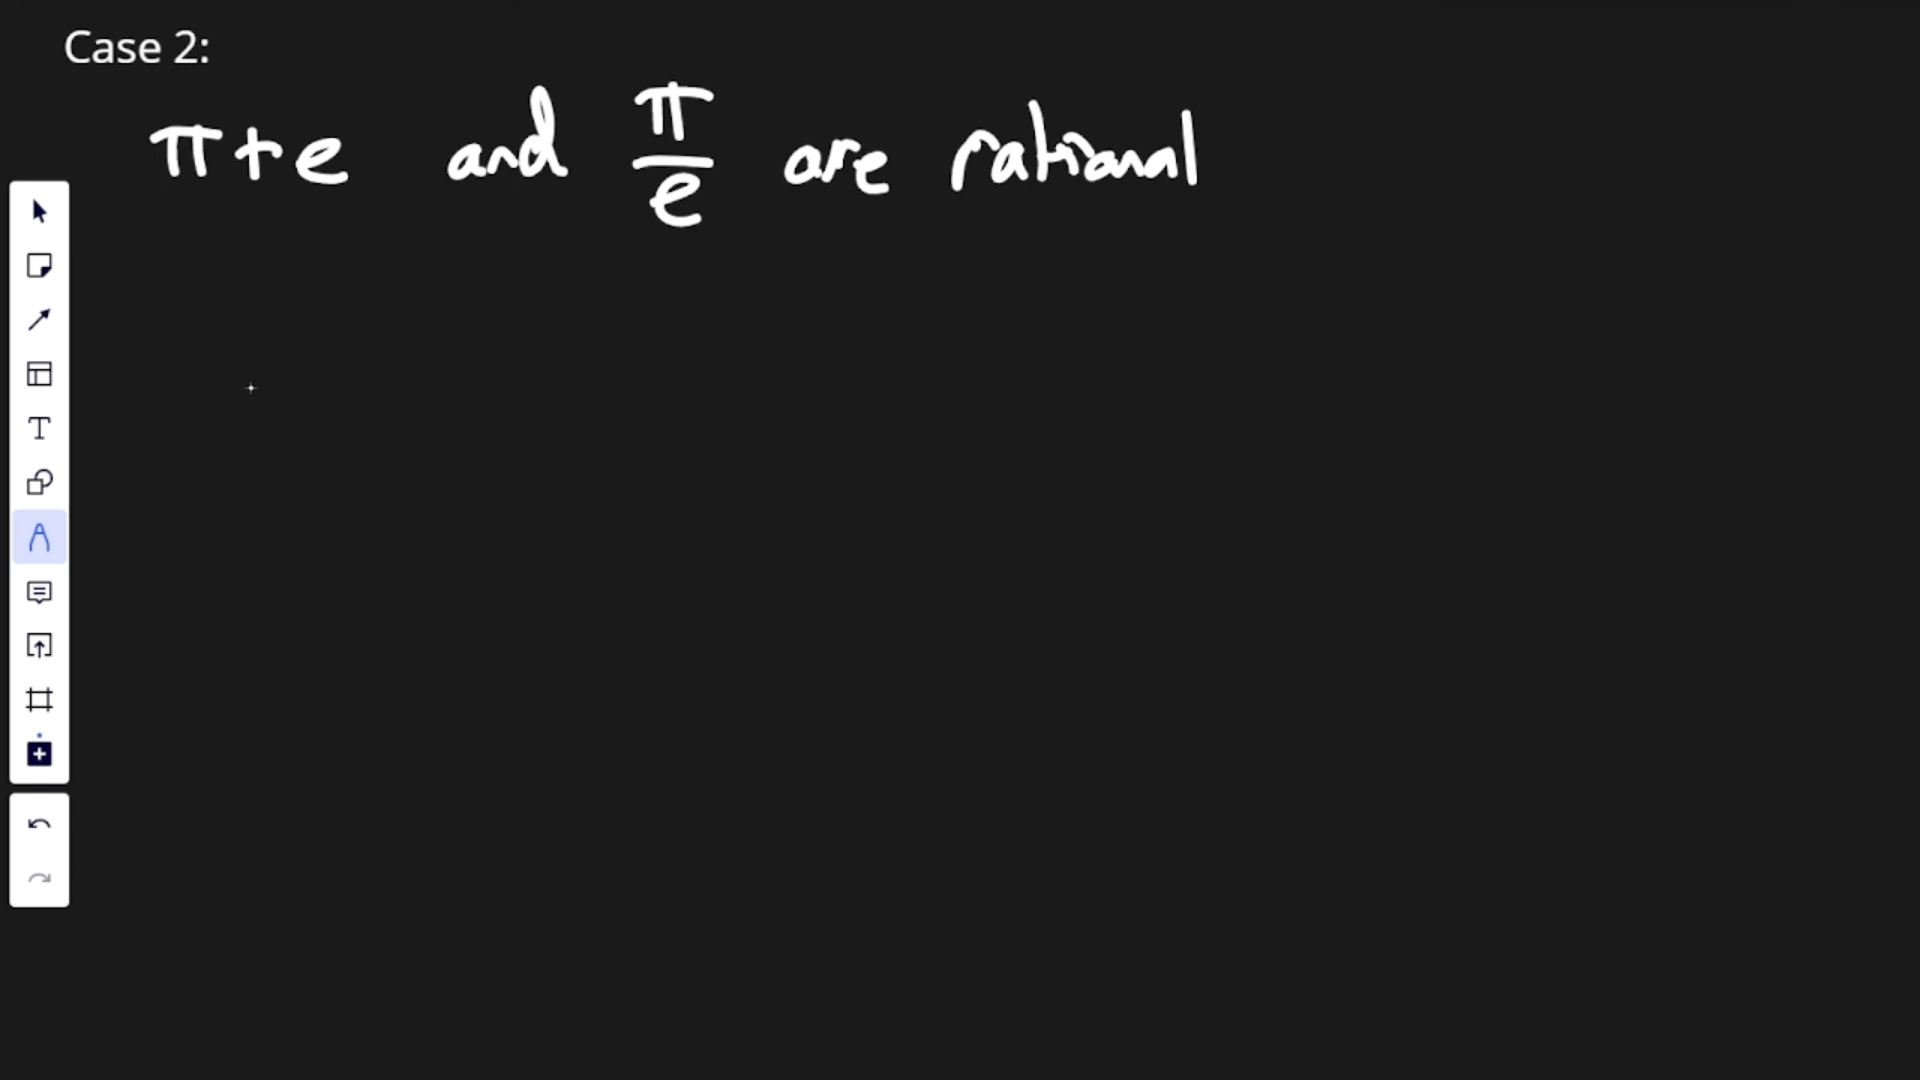 Case 2:
π+e and π/e are rational